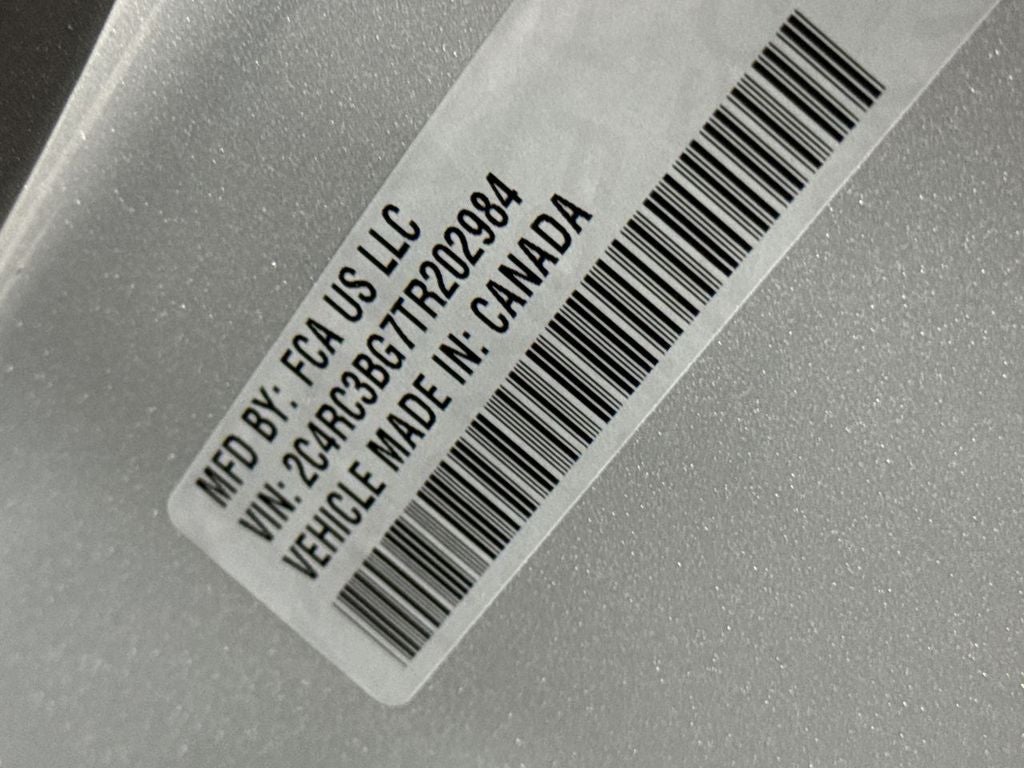 MFD BY: FCA US LLC
VIN: 2C4RC3BG7TR202984
VEHICLE MADE IN: CANADA